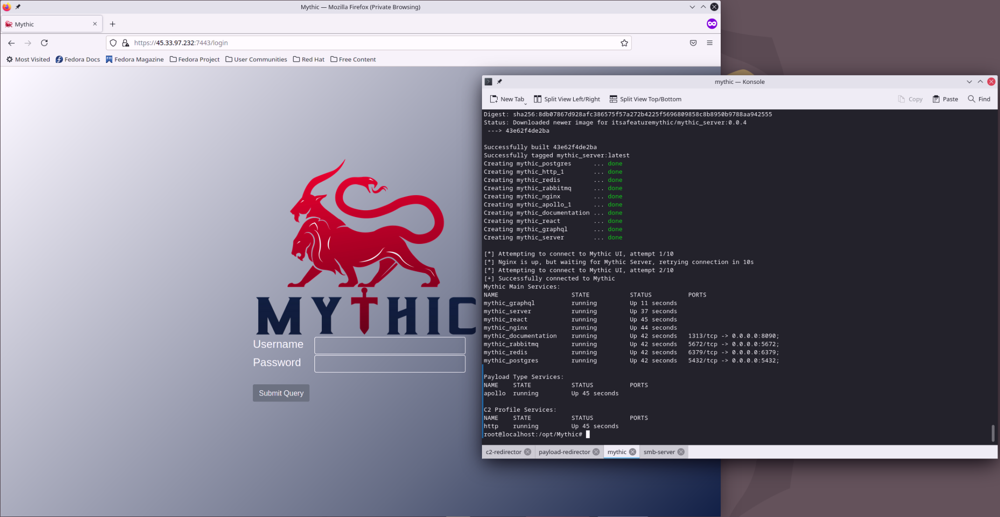 Mythic — Mozilla Firefox (Private Browsing)
Mythic
https://45.33.97.232:7443/login
Most Visited Fedora Docs Fedora Magazine Fedora Project User Communities Red Hat Free Content
MYTHIC
Username
Password
Submit Query
mythic — Konsole
New Tab Split View Left/Right Split View Top/Bottom Copy Paste Find
Digest: sha256:8db07867d928afc386575f57a272b4225f5696809858c8b8950b9788aa942555
Status: Downloaded newer image for itsafeaturemythic/mythic_server:0.0.4
 ---> 43e62f4de2ba
Successfully built 43e62f4de2ba
Successfully tagged mythic_server:latest
Creating mythic_postgres      ... done
Creating mythic_http_1        ... done
Creating mythic_redis         ... done
Creating mythic_rabbitmq      ... done
Creating mythic_nginx         ... done
Creating mythic_apollo_1      ... done
Creating mythic_documentation ... done
Creating mythic_react         ... done
Creating mythic_graphql       ... done
Creating mythic_server        ... done
[*] Attempting to connect to Mythic UI, attempt 1/10
[*] Nginx is up, but waiting for Mythic Server, retrying connection in 10s
[*] Attempting to connect to Mythic UI, attempt 2/10
[+] Successfully connected to Mythic
Mythic Main Services:
NAME                    STATE           STATUS          PORTS
mythic_graphql          running         Up 11 seconds
mythic_server           running         Up 37 seconds
mythic_react            running         Up 45 seconds
mythic_nginx            running         Up 44 seconds
mythic_documentation    running         Up 42 seconds   1313/tcp -> 0.0.0.0:8090;
mythic_rabbitmq         running         Up 42 seconds   5672/tcp -> 0.0.0.0:5672;
mythic_redis            running         Up 42 seconds   6379/tcp -> 0.0.0.0:6379;
mythic_postgres         running         Up 42 seconds   5432/tcp -> 0.0.0.0:5432;
Payload Type Services:
NAME    STATE           STATUS          PORTS
apollo  running         Up 45 seconds
C2 Profile Services:
NAME    STATE           STATUS          PORTS
http    running         Up 45 seconds
root@localhost:/opt/Mythic#
c2-redirector payload-redirector mythic smb-server